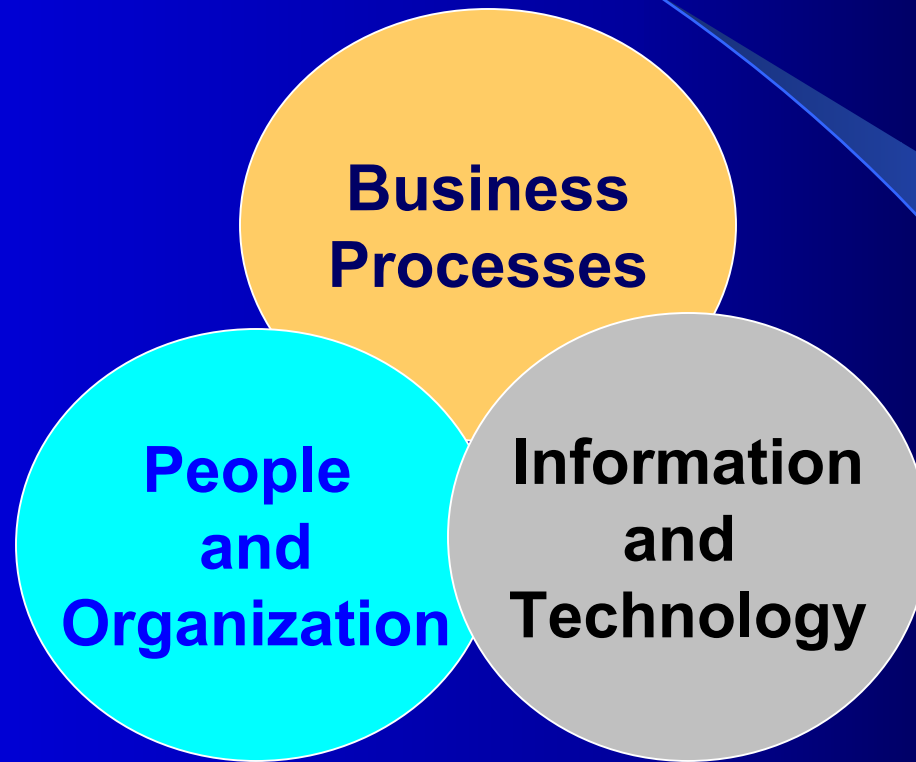 Business
Processes
People
and
Organization
Information
and
Technology